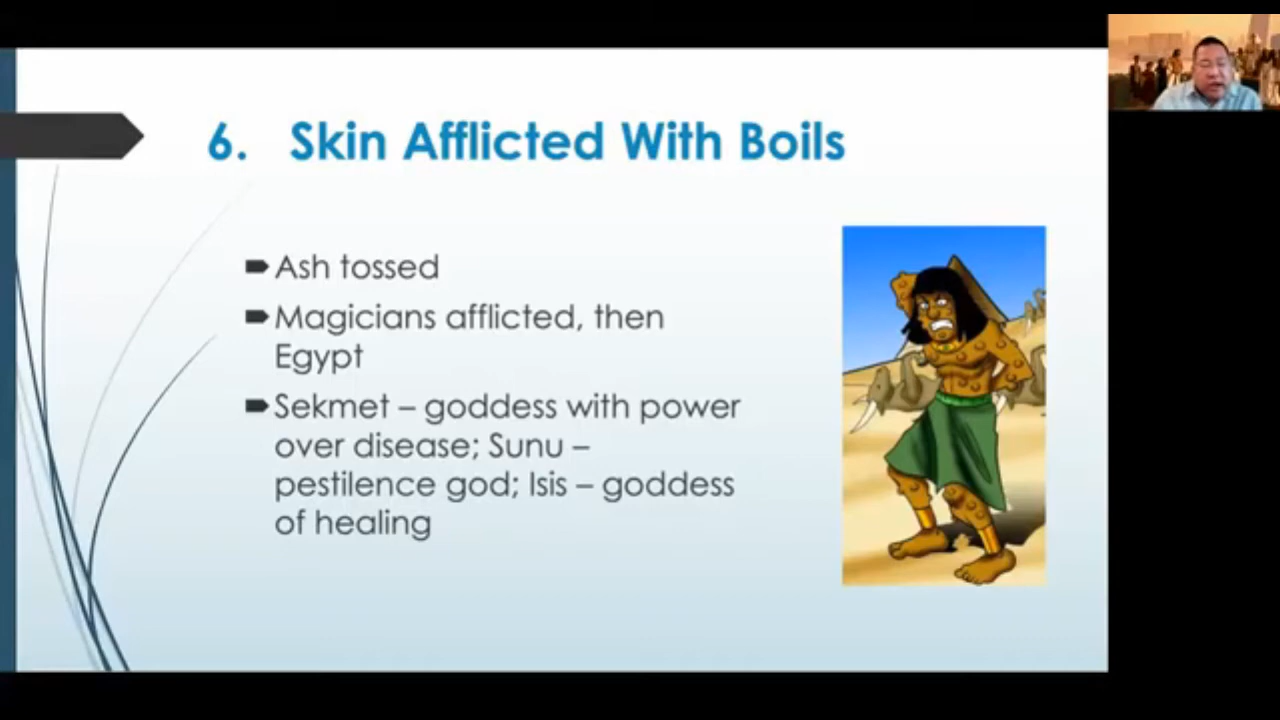 6. Skin Afflicted With Boils
Ash tossed
Magicians afflicted, then
Egypt
Sekmet – goddess with power
over disease; Sunu –
pestilence god; Isis – goddess
of healing